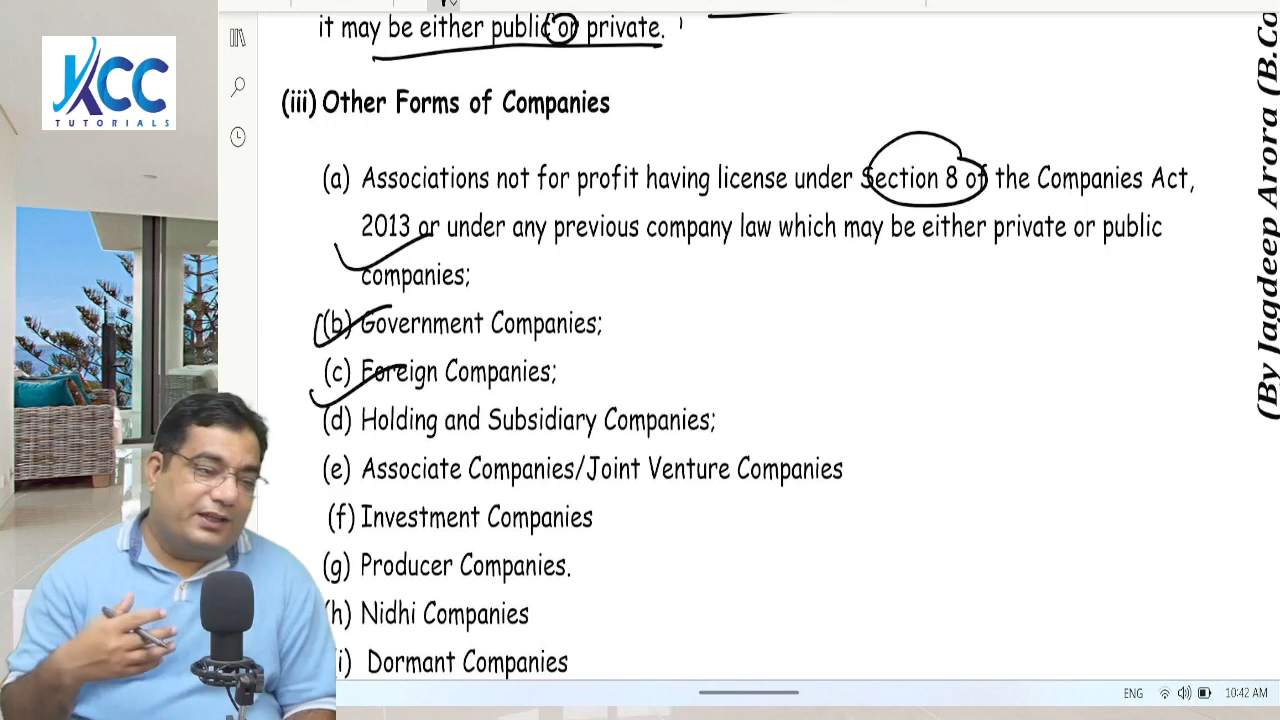 it may be either public or private.
KCC
TUTORIALS
(iii) Other Forms of Companies
(a) Associations not for profit having license under Section 8 of the Companies Act,
2013 or under any previous company law which may be either private or public
companies;
(b) Government Companies;
(c) Foreign Companies;
(d) Holding and Subsidiary Companies;
(e) Associate Companies/Joint Venture Companies
(f) Investment Companies
(g) Producer Companies.
(h) Nidhi Companies
(i) Dormant Companies
(By Jagdeep Arora (B.Co
ENG
10:42 AM